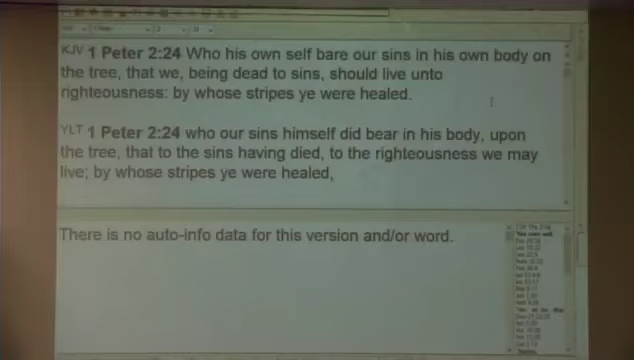 KJV 1 Peter 2:24 Who his own self bare our sins in his own body on
the tree, that we, being dead to sins, should live unto
righteousness: by whose stripes ye were healed.
YLT 1 Peter 2:24 who our sins himself did bear in his body, upon
the tree, that to the sins having died, to the righteousness we may
live; by whose stripes ye were healed,
There is no auto-info data for this version and/or word.